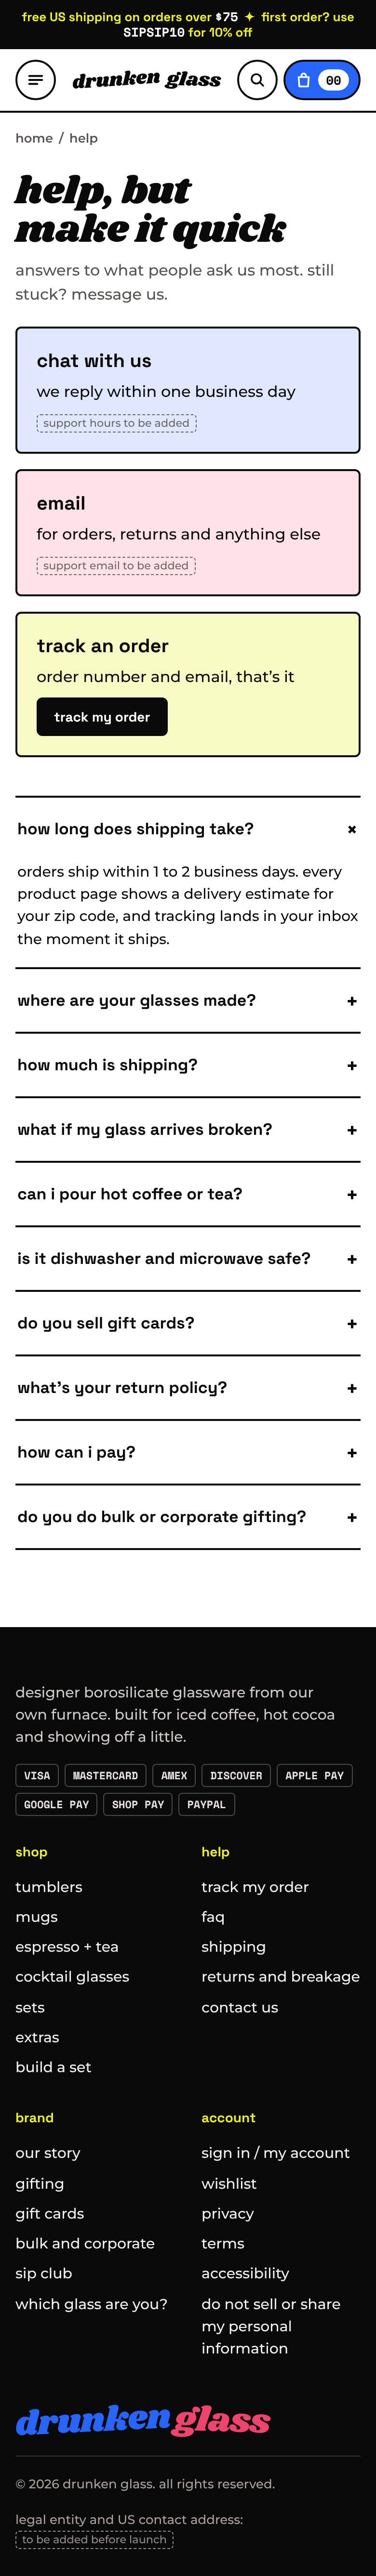 free US shipping on orders over $75 ✦ first order? use
SIPSIP10 for 10% off
drunken glass
00
home / help
help, but
make it quick
answers to what people ask us most. still
stuck? message us.
chat with us
we reply within one business day
support hours to be added
email
for orders, returns and anything else
support email to be added
track an order
order number and email, that's it
track my order
how long does shipping take? ×
orders ship within 1 to 2 business days. every
product page shows a delivery estimate for
your zip code, and tracking lands in your inbox
the moment it ships.
where are your glasses made? +
how much is shipping? +
what if my glass arrives broken? +
can i pour hot coffee or tea? +
is it dishwasher and microwave safe? +
do you sell gift cards? +
what's your return policy? +
how can i pay? +
do you do bulk or corporate gifting? +
designer borosilicate glassware from our
own furnace. built for iced coffee, hot cocoa
and showing off a little.
VISA MASTERCARD AMEX DISCOVER APPLE PAY
GOOGLE PAY SHOP PAY PAYPAL
shop
tumblers
mugs
espresso + tea
cocktail glasses
sets
extras
build a set
help
track my order
faq
shipping
returns and breakage
contact us
brand
our story
gifting
gift cards
bulk and corporate
sip club
which glass are you?
account
sign in / my account
wishlist
privacy
terms
accessibility
do not sell or share
my personal
information
drunken glass
© 2026 drunken glass. all rights reserved.
legal entity and US contact address:
to be added before launch